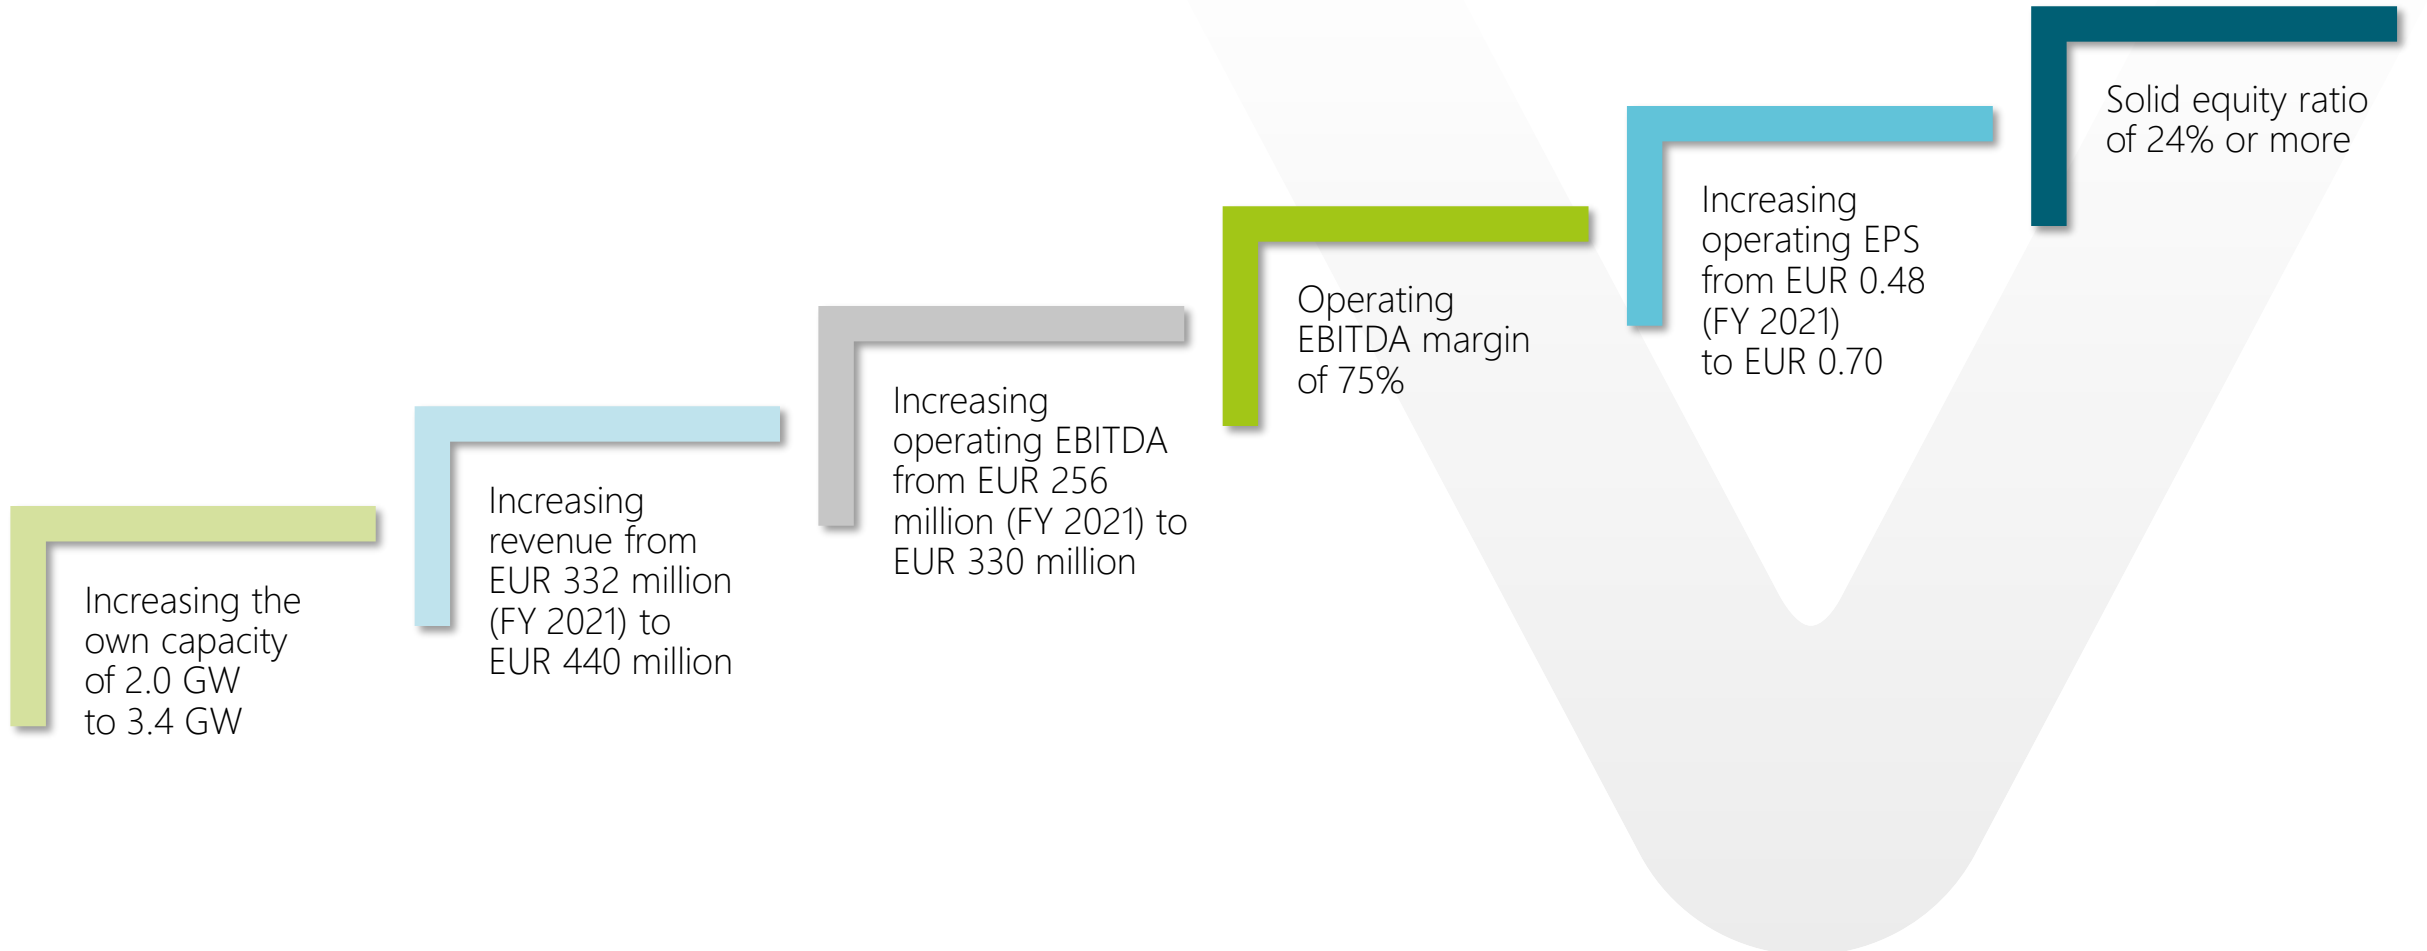 Increasing the
own capacity
of 2.0 GW
to 3.4 GW
Increasing
revenue from
EUR 332 million
(FY 2021) to
EUR 440 million
Increasing
operating EBITDA
from EUR 256
million (FY 2021) to
EUR 330 million
Operating
EBITDA margin
of 75%
Increasing
operating EPS
from EUR 0.48
(FY 2021)
to EUR 0.70
Solid equity ratio
of 24% or more